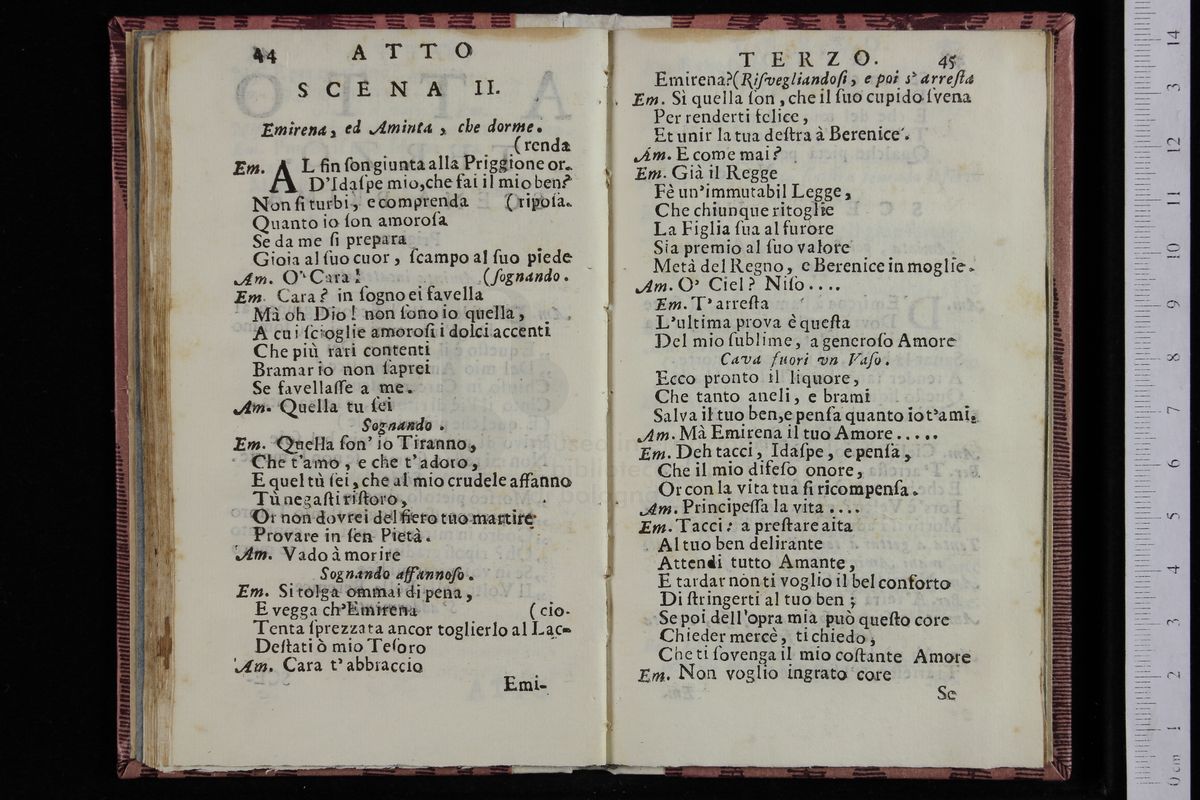 44 ATTO
SCENA II.
Emirena, ed Aminta, che dorme.
(renda
Em. AL fin ſon giunta alla Priggione or-
D'Idaſpe mio, che fai il mio ben?
Non ſi turbi, e comprenda (ripoſa.
Quanto io ſon amoroſa
Se da me ſi prepara
Gioia al ſuo cuor, ſcampo al ſuo piede
Am. O' Cara! (ſognando.
Em. Cara? in ſogno ei favella
Mà oh Dio! non ſono io quella,
A cui ſcioglie amoroſi i dolci accenti
Che più rari contenti
Bramar io non ſaprei
Se favellaſſe a me.
Am. Quella tu ſei
Sognando.
Em. Quella ſon' io Tiranno,
Che t'amo, e che t'adoro,
E quel tù ſei, che al mio crudele affanno
Tù negaſti riſtoro,
Or non dovrei del fiero tuo martire
Provare in ſen Pietà.
Am. Vado à morire
Sognando affannoſo.
Em. Si tolga ommai di pena,
E vegga ch'Emirena (cio.
Tenta ſprezzata ancor toglierlo al Lac-
Deſtati ò mio Teſoro
Am. Cara t'abbraccio
Emi-
TERZO. 45
Emirena? (Riſvegliandoſi, e poi s'arreſta
Em. Sì quella ſon, che il ſuo cupido ſvena
Per renderti felice,
Et unir la tua deſtra à Berenice.
Am. E come mai?
Em. Già il Regge
Fè un'immutabil Legge,
Che chiunque ritoglie
La Figlia ſua al furore
Sia premio al ſuo valore
Metà del Regno, e Berenice in moglie.
Am. O' Ciel? Niſo....
Em. T'arreſta
L'ultima prova è queſta
Del mio ſublime, a generoſo Amore
Cava fuori vn Vaſo.
Ecco pronto il liquore,
Che tanto aneli, e brami
Salva il tuo ben, e penſa quanto io t'ami.
Am. Mà Emirena il tuo Amore.....
Em. Deh tacci, Idaſpe, e penſa,
Che il mio difeſo onore,
Or con la vita tua ſi ricompenſa.
Am. Principeſſa la vita....
Em. Tacci: a preſtare aita
Al tuo ben delirante
Attendi tutto Amante,
E tardar non ti voglio il bel conforto
Di ſtringerti al tuo ben;
Se poi dell'opra mia può queſto core
Chieder mercè, ti chiedo,
Che ti ſovenga il mio coſtante Amore
Em. Non voglio ingrato core
Se